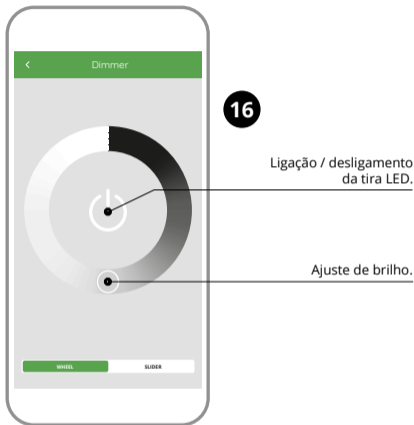 Dimmer
16
Ligação / desligamento
da tira LED.
Ajuste de brilho.
WHEEL
SLIDER